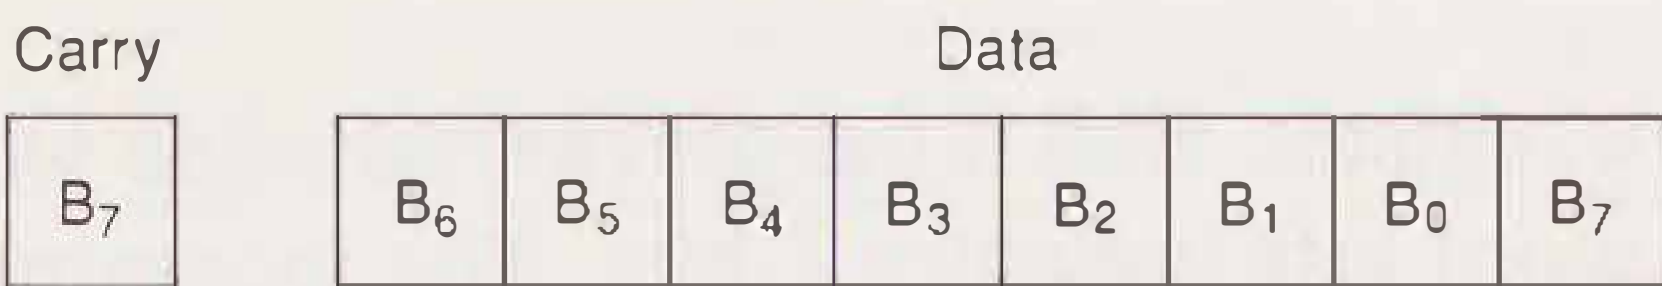 Carry Data
B₇ B₆ B₅ B₄ B₃ B₂ B₁ B₀ B₇